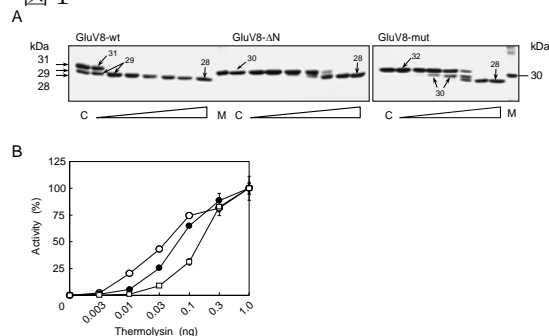 図 1
A
GluV8-wt
GluV8-ΔN
GluV8-mut
kDa
31
29
28
31
29
28
30
28
32
30
28
kDa
30
C
M
C
C
M
B
125
100
75
50
25
0
Activity (%)
0.003
0.01
0.03
0.1
0.3
1.0
Thermolysin (ng)